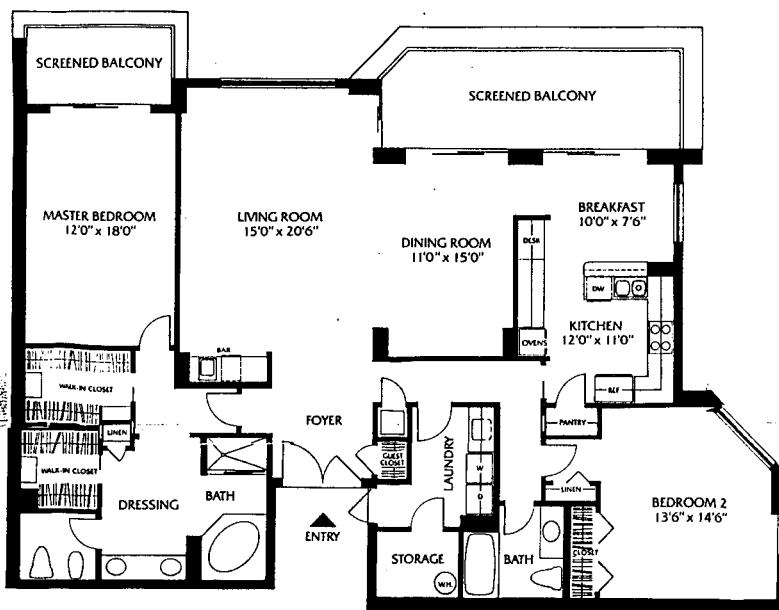 SCREENED BALCONY
SCREENED BALCONY
MASTER BEDROOM
12'0" x 18'0"
LIVING ROOM
15'0" x 20'6"
BREAKFAST
10'0" x 7'6"
DINING ROOM
11'0" x 15'0"
DESK
DW
KITCHEN
12'0" x 11'0"
OVENS
BAR
REF
WALK-IN CLOSET
FOYER
PANTRY
LINEN
GUEST
CLOSET
LAUNDRY
W
D
WALK-IN CLOSET
LINEN
DRESSING
BATH
BEDROOM 2
13'6" x 14'6"
ENTRY
STORAGE
W.H.
BATH
CLOSET